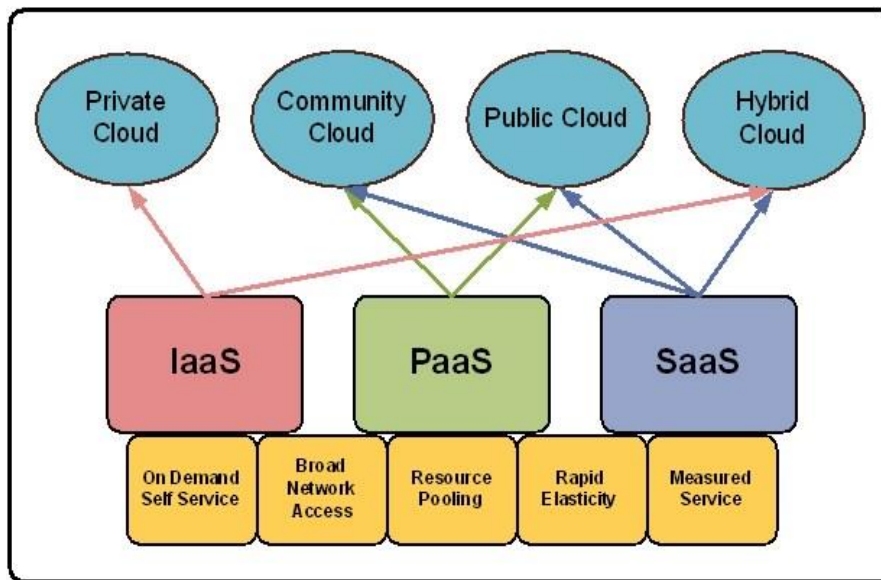 Private
Cloud
Community
Cloud
Public Cloud
Hybrid
Cloud
IaaS
PaaS
SaaS
On Demand
Self Service
Broad
Network
Access
Resource
Pooling
Rapid
Elasticity
Measured
Service